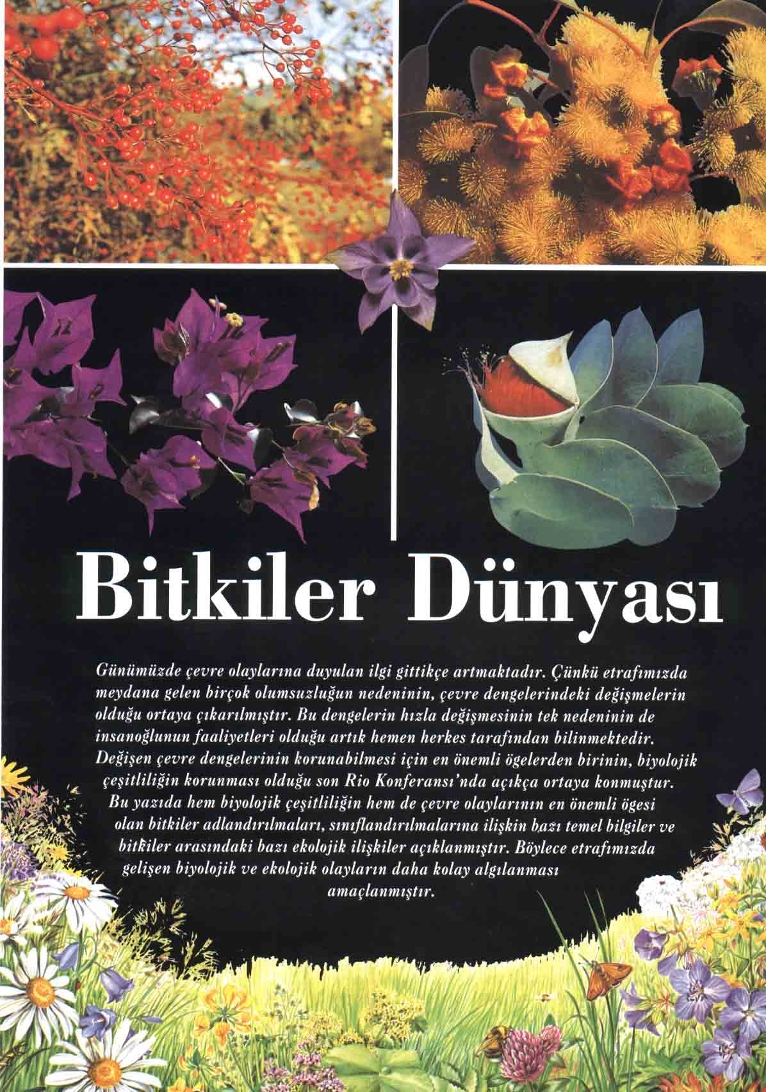 Bitkiler Dünyası
Günümüzde çevre olaylarına duyulan ilgi gittikçe artmaktadır. Çünkü etrafımızda
meydana gelen birçok olumsuzluğun nedeninin, çevre dengelerindeki değişmelerin
olduğu ortaya çıkarılmıştır. Bu dengelerin hızla değişmesinin tek nedeninin de
insanoğlunun faaliyetleri olduğu artık hemen herkes tarafından bilinmektedir.
Değişen çevre dengelerinin korunabilmesi için en önemli ögelerden birinin, biyolojik
çeşitliliğin korunması olduğu son Rio Konferansı'nda açıkça ortaya konmuştur.
Bu yazıda hem biyolojik çeşitliliğin hem de çevre olaylarının en önemli ögesi
olan bitkiler adlandırılmaları, sınıflandırılmalarına ilişkin bazı temel bilgiler ve
bitkiler arasındaki bazı ekolojik ilişkiler açıklanmıştır. Böylece etrafımızda
gelişen biyolojik ve ekolojik olayların daha kolay algılanması
amaçlanmıştır.